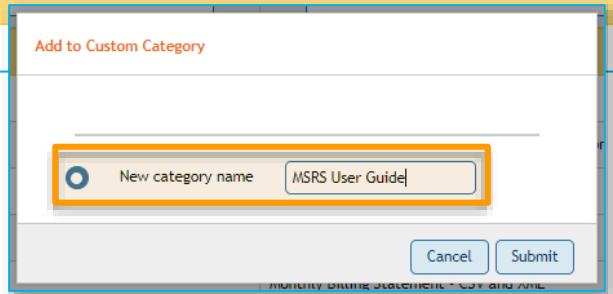 Add to Custom Category
New category name
MSRS User Guide
Cancel
Submit
Monthly Billing Statement - CSV and XML